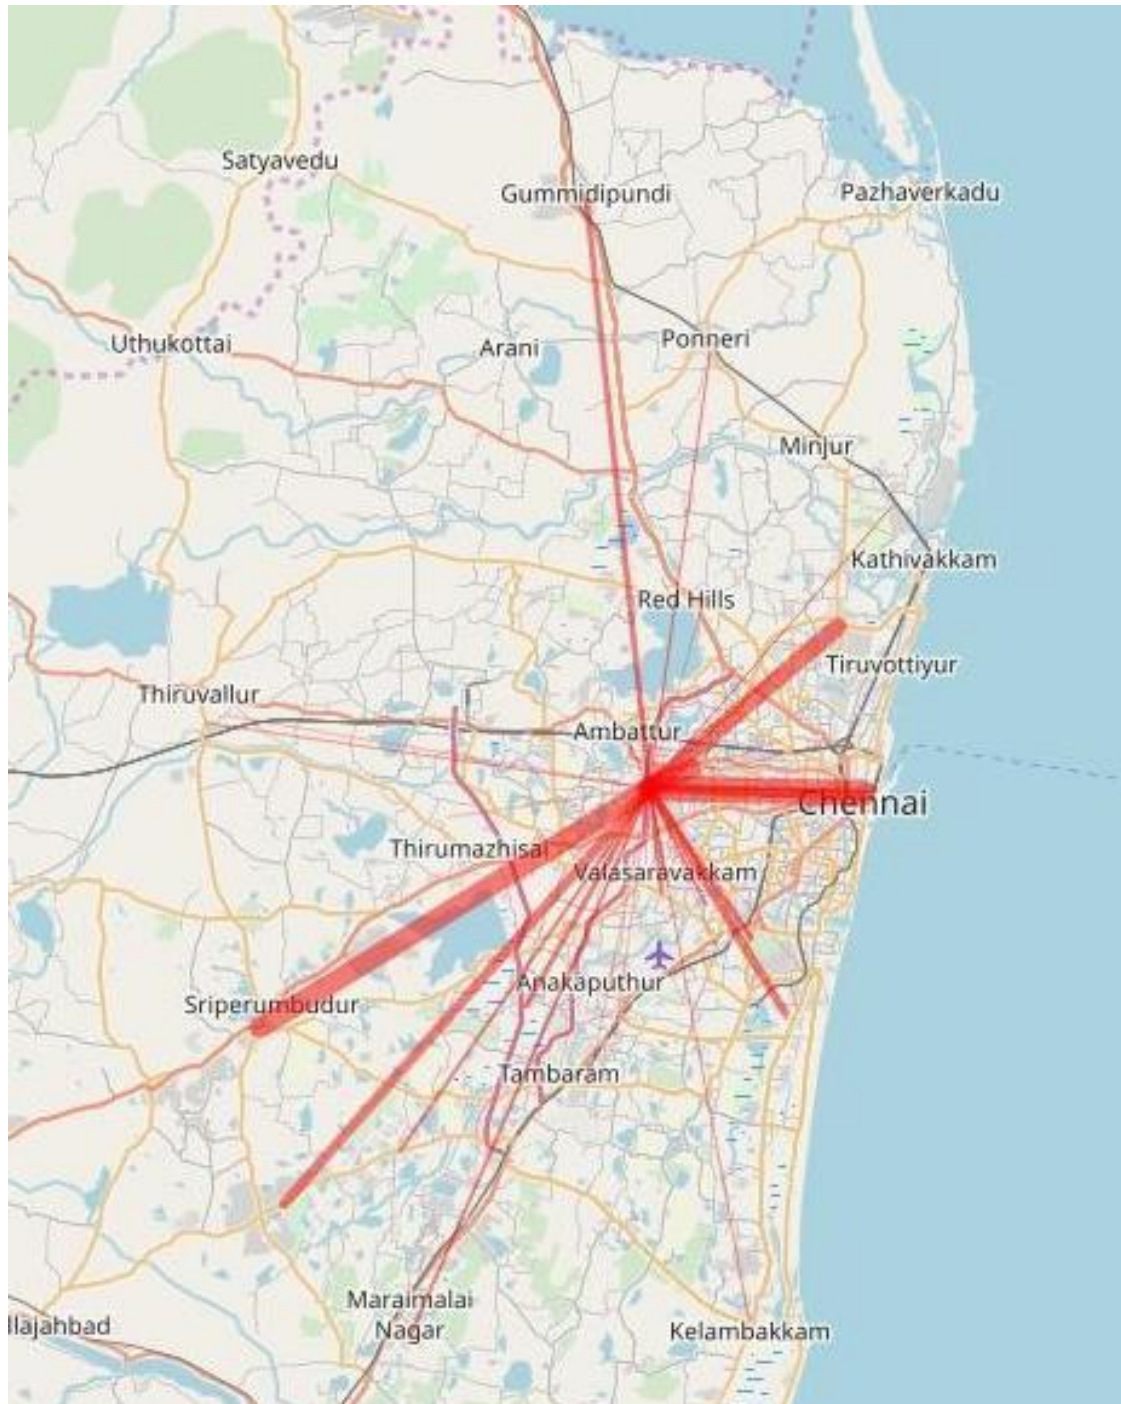 Satyavedu
Gummidipundi
Pazhaverkadu
Uthukottai
Arani
Ponneri
Minjur
Kathivakkam
Red Hills
Tiruvottiyur
Thiruvallur
Ambattur
Chennai
Thirumazhisai
Valasaravakkam
Anakaputhur
Sriperumbudur
Tambaram
Maraimalai
Nagar
llajahbad
Kelambakkam